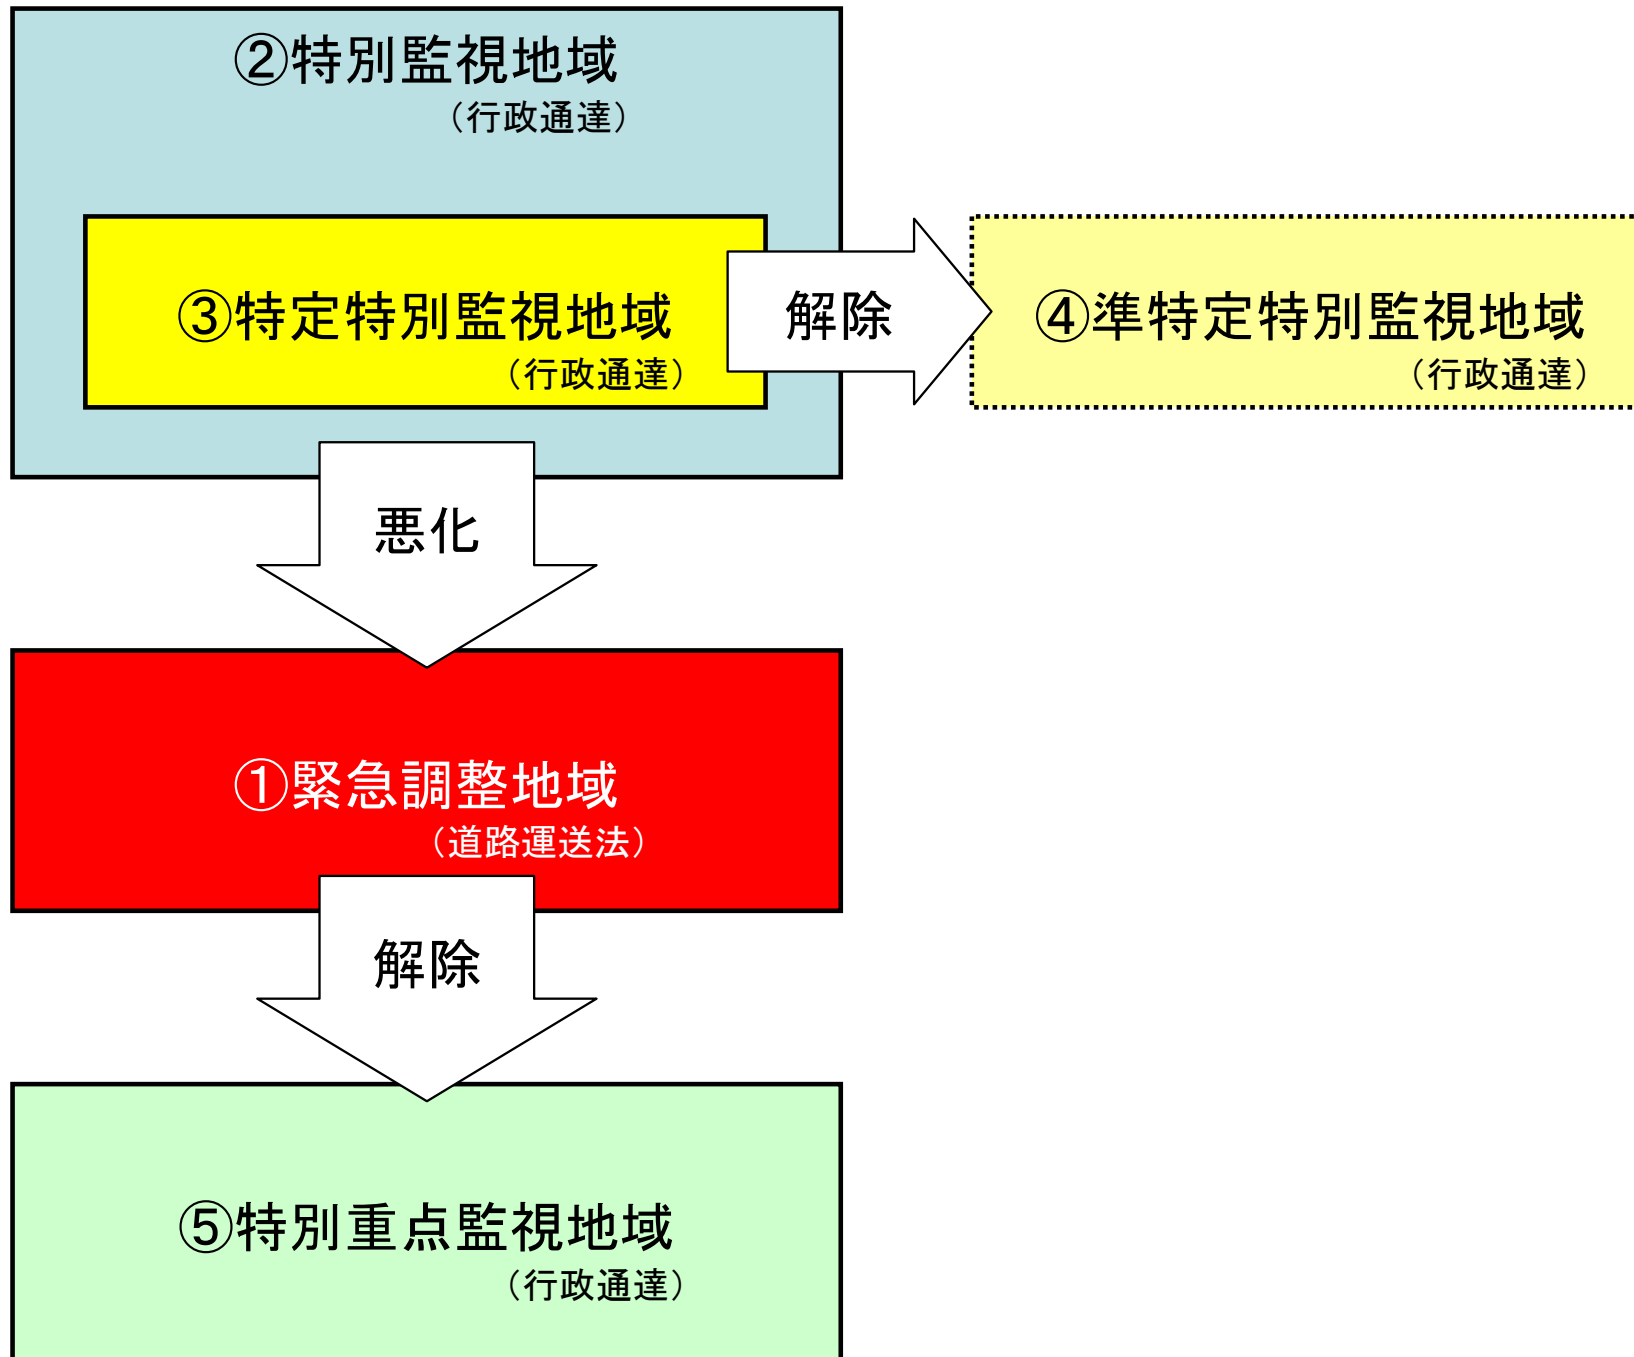 ②特別監視地域
（行政通達）
③特定特別監視地域
（行政通達）
解除
④準特定特別監視地域
（行政通達）
悪化
①緊急調整地域
（道路運送法）
解除
⑤特別重点監視地域
（行政通達）